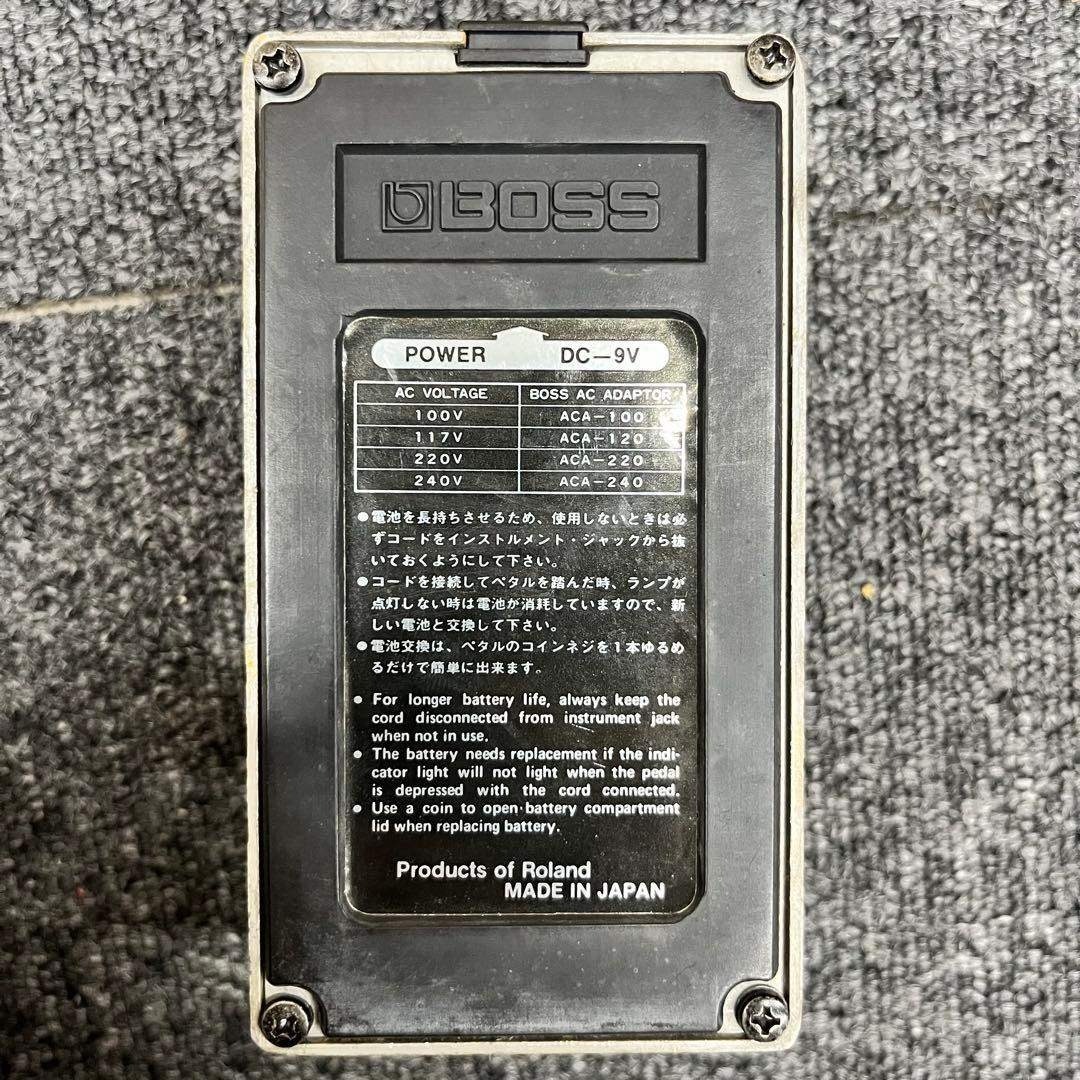 BOSS
POWER DC-9V
AC VOLTAGE BOSS AC ADAPTOR
100V ACA-100
117V ACA-120
220V ACA-220
240V ACA-240
●電池を長持ちさせるため、使用しないときは必
ずコードをインストルメント・ジャックから抜
いておくようにして下さい。
●コードを接続してペタルを踏んだ時、ランプが
点灯しない時は電池が消耗していますので、新
しい電池と交換して下さい。
●電池交換は、ペタルのコインネジを1本ゆるめ
るだけで簡単に出来ます。
● For longer battery life, always keep the
cord disconnected from instrument jack
when not in use.
● The battery needs replacement if the indi-
cator light will not light when the pedal
is depressed with the cord connected.
● Use a coin to open battery compartment
lid when replacing battery.
Products of Roland
MADE IN JAPAN